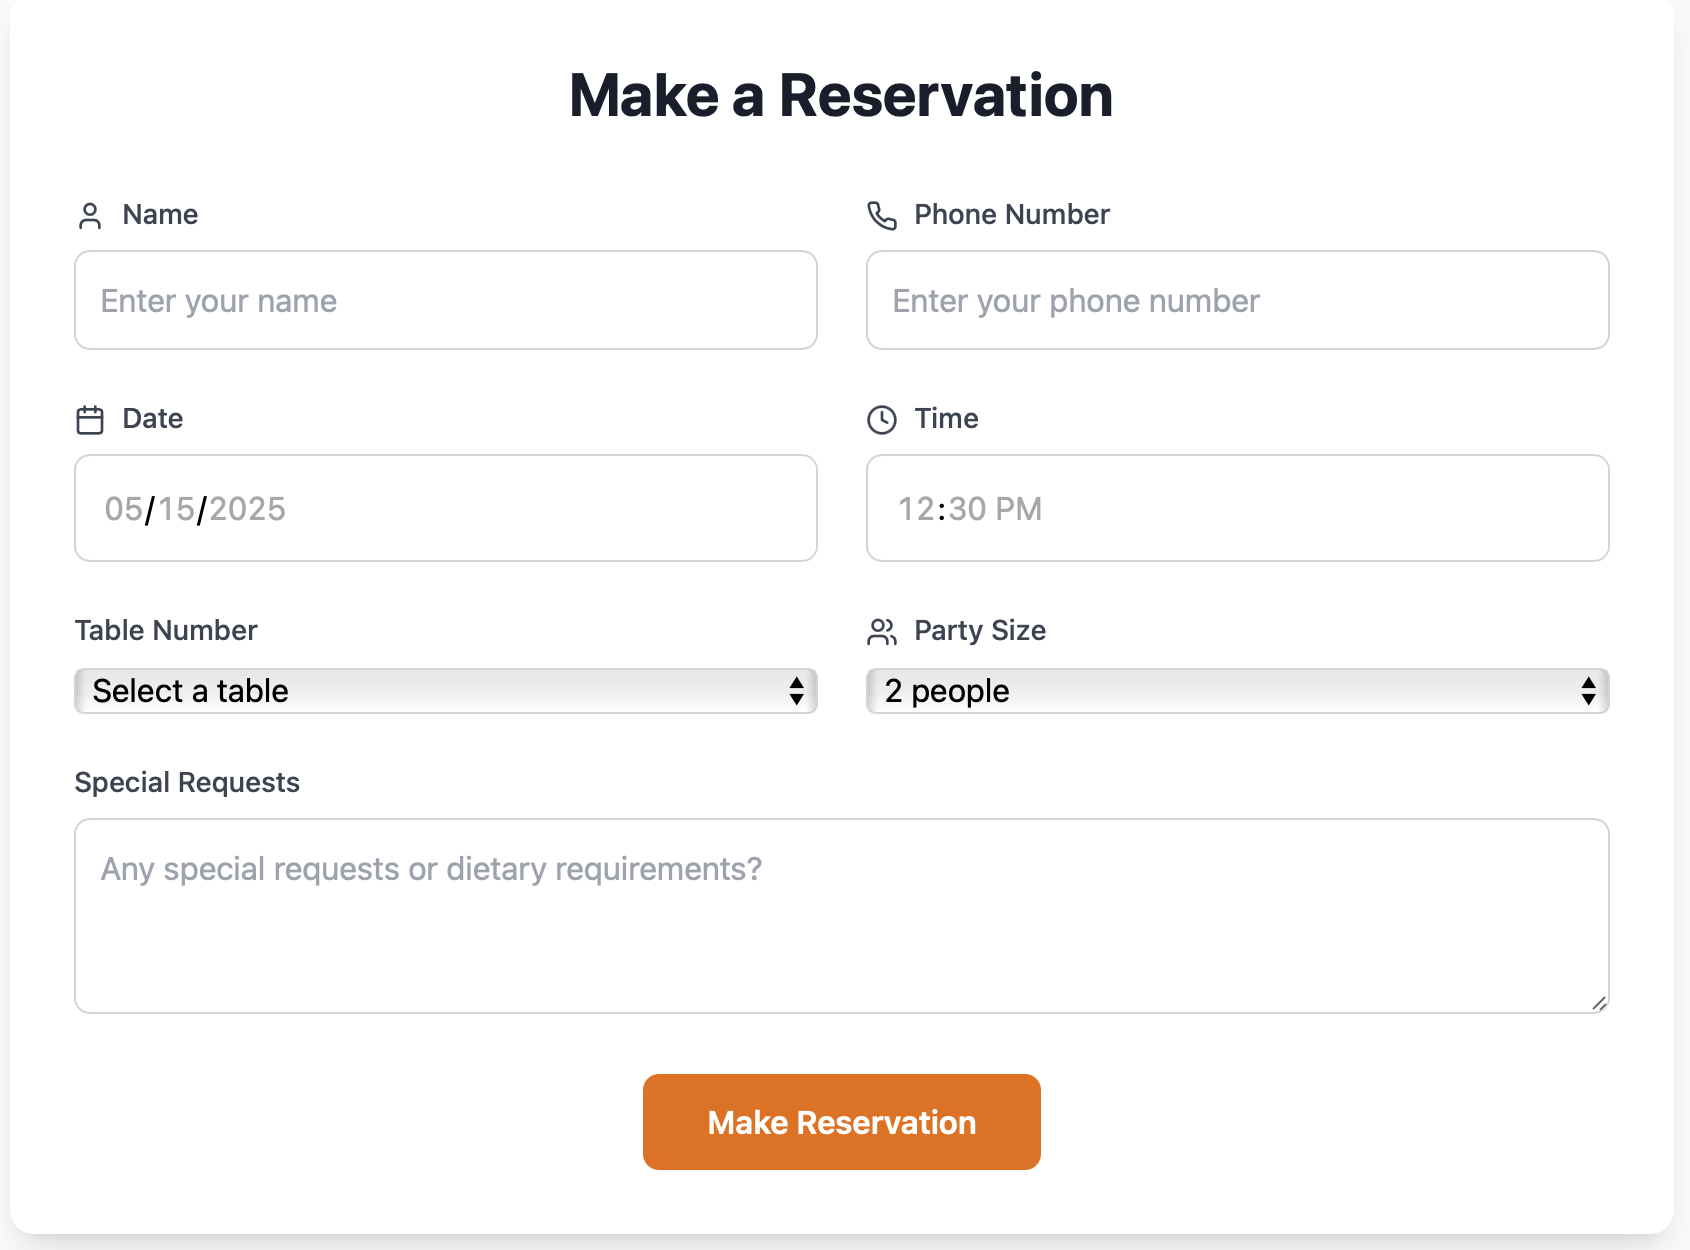 Make a Reservation
Name
Phone Number
Enter your name
Enter your phone number
Date
Time
05/15/2025
12:30 PM
Table Number
Party Size
Select a table
2 people
Special Requests
Any special requests or dietary requirements?
Make Reservation